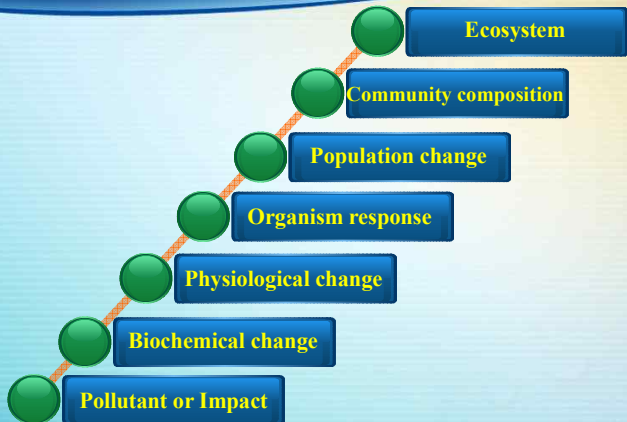 Ecosystem
Community composition
Population change
Organism response
Physiological change
Biochemical change
Pollutant or Impact